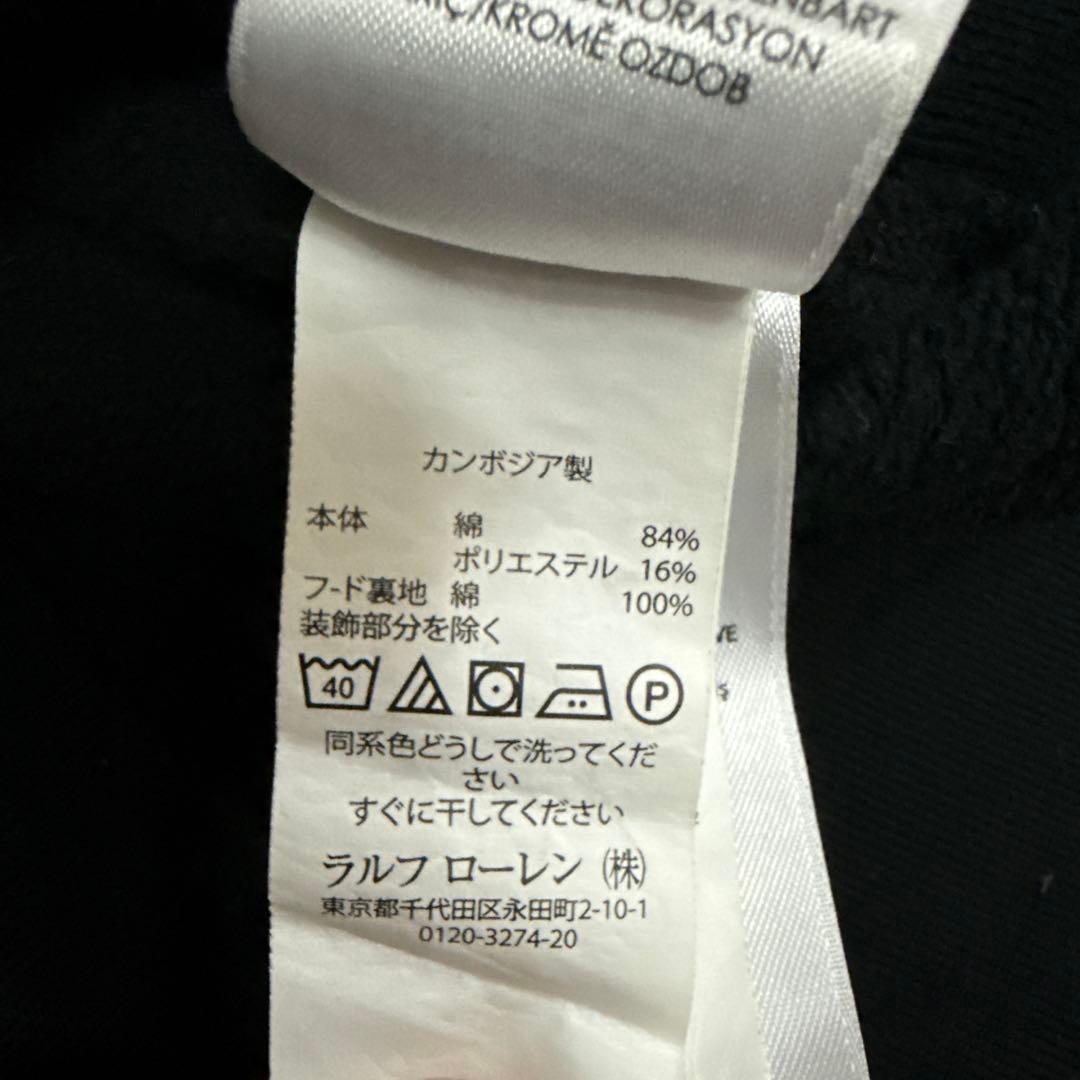 KROMĚ OZDOB
カンボジア製
本体 綿 84%
ポリエステル 16%
フ-ド裏地 綿 100%
装飾部分を除く
40 P
同系色どうしで洗ってくだ
さい
すぐに干してください
ラルフ ローレン (株)
東京都千代田区永田町2-10-1
0120-3274-20